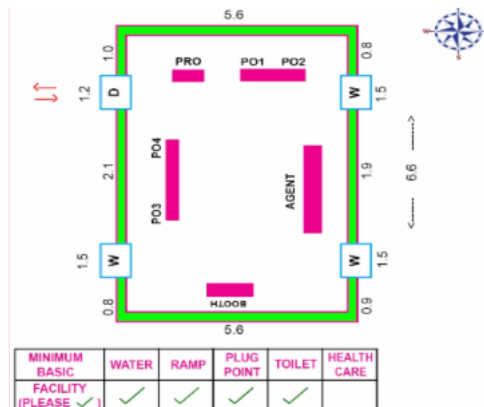 5.6
1.0
0.8
PRO
PO1 PO2
1.2
D
W
1.5
PO4
PO3
2.1
AGENT
1.9
6.6
1.5
W
W
1.5
BOOTH
0.8
0.9
5.6
MINIMUM BASIC WATER RAMP PLUG POINT TOILET HEALTH CARE
FACILITY (PLEASE ✓) ✓ ✓ ✓ ✓